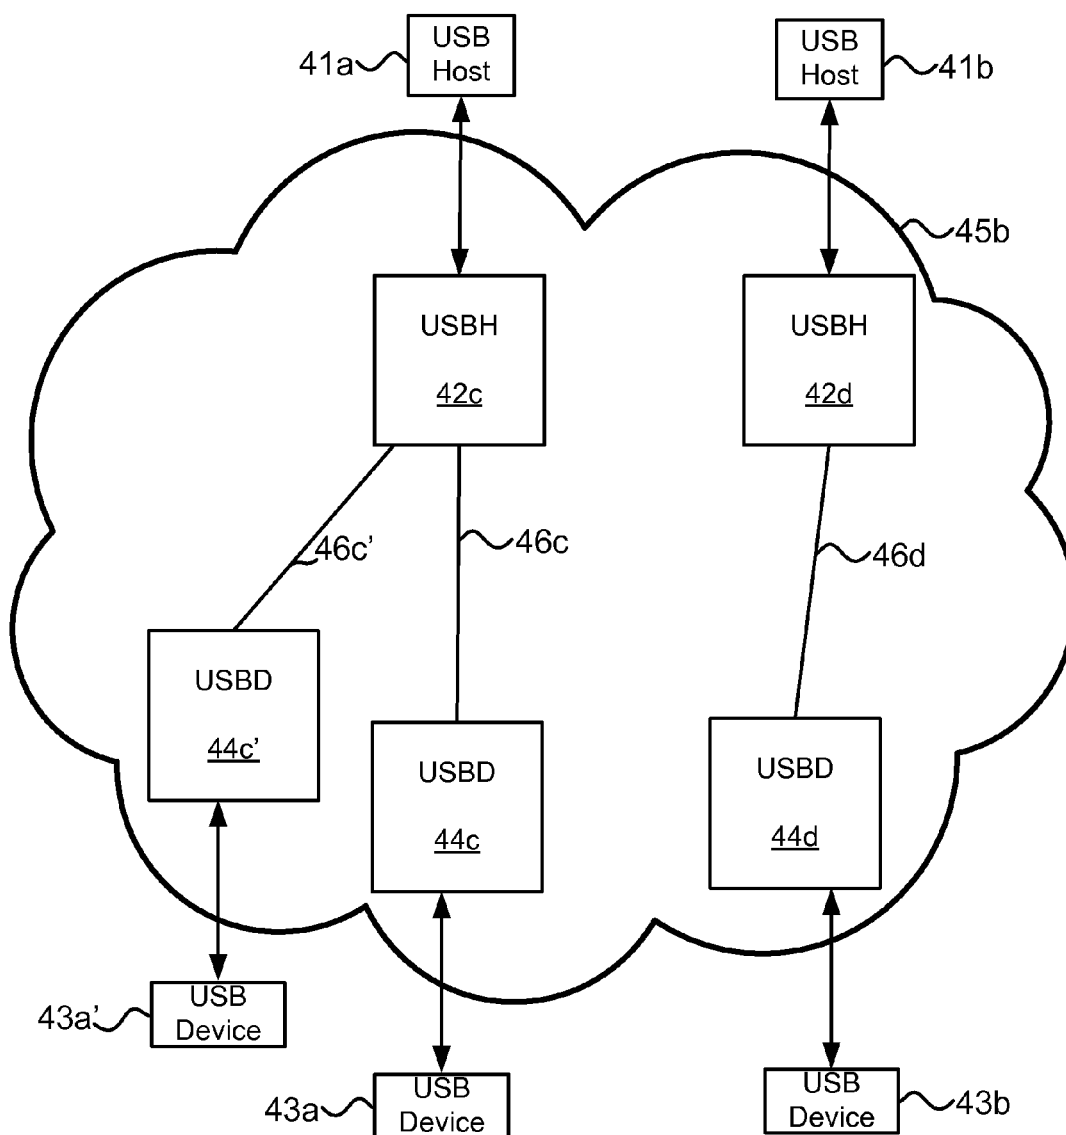 USB
Host
41a
USB
Host
41b
45b
USBH
42c
USBH
42d
46c’
46c
46d
USBD
44c’
USBD
44c
USBD
44d
43a’
USB
Device
43a
USB
Device
USB
Device
43b